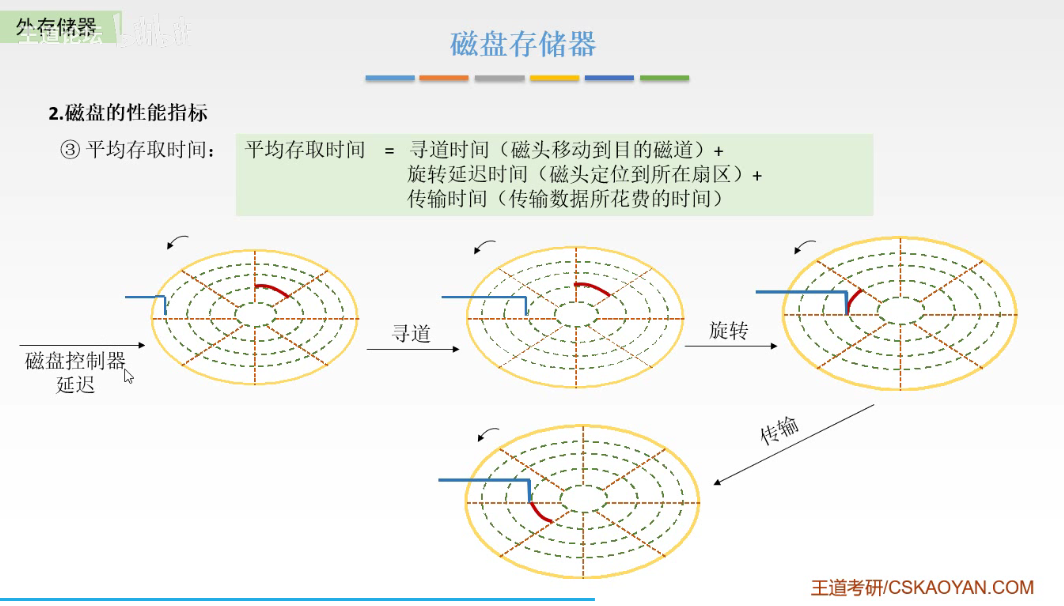 外存储器
王道论坛
磁盘存储器
2.磁盘的性能指标
③ 平均存取时间：
平均存取时间 = 寻道时间（磁头移动到目的磁道）+
旋转延迟时间（磁头定位到所在扇区）+
传输时间（传输数据所花费的时间）
磁盘控制器
延迟
寻道
旋转
传输
王道考研/CSKAOYAN.COM